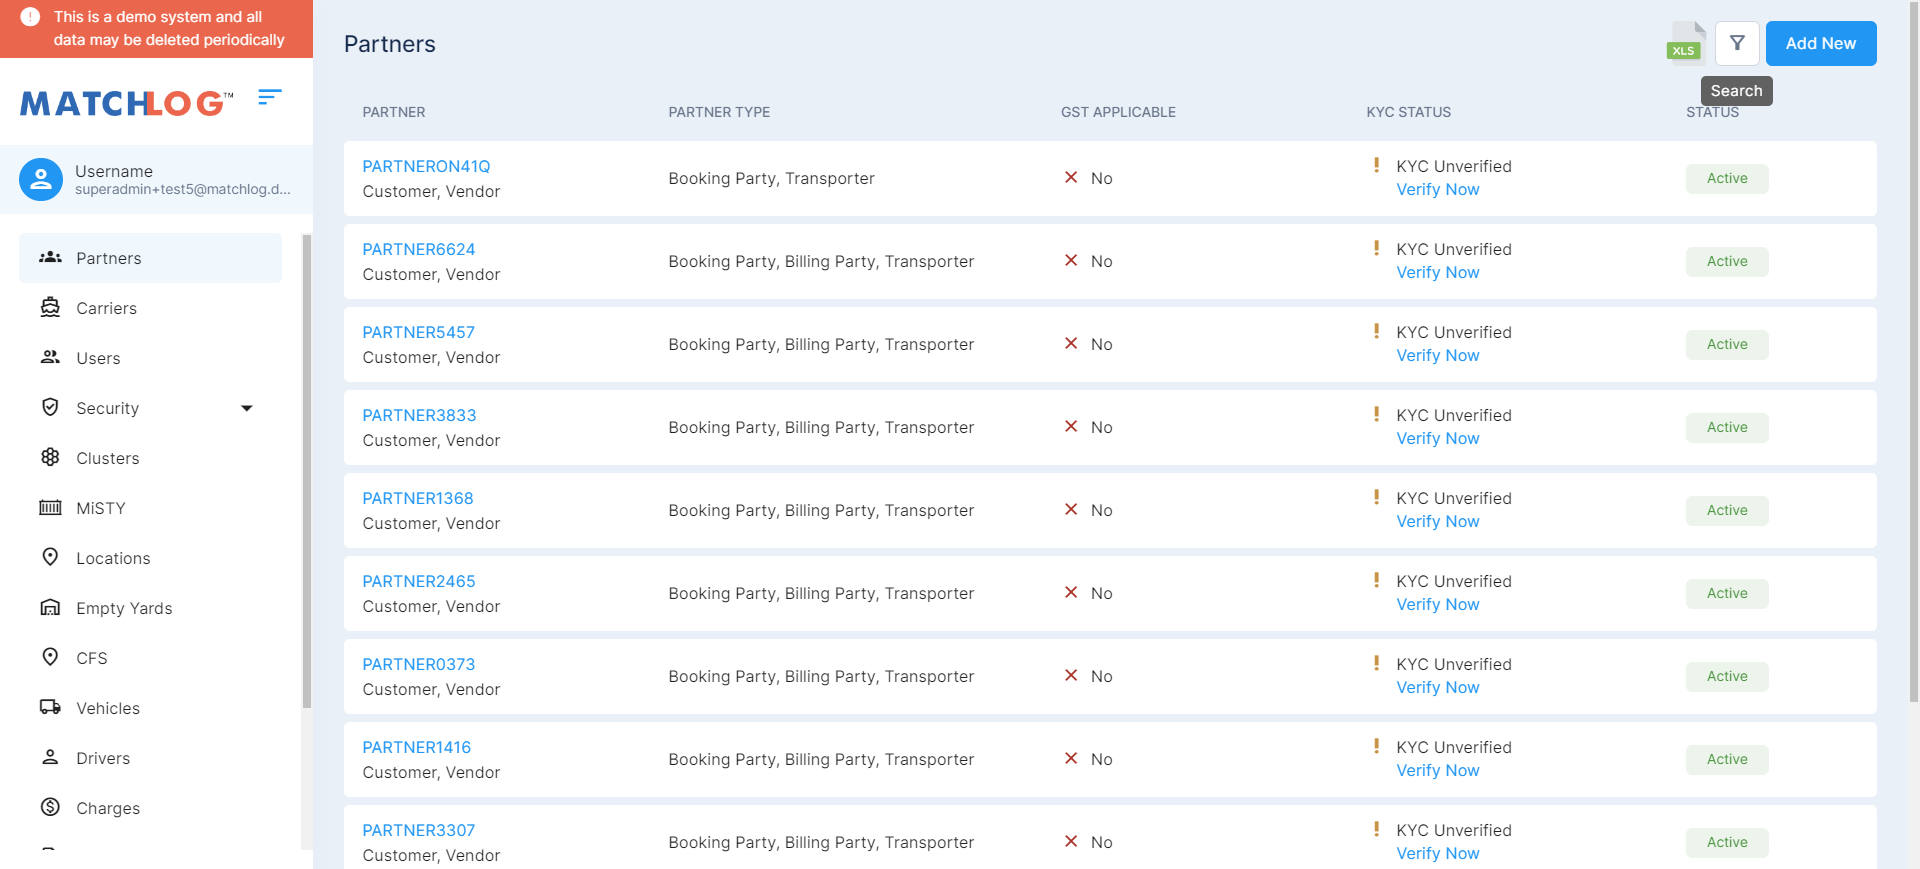 This is a demo system and all
data may be deleted periodically
MATCHLOG™
Username
superadmin+test5@matchlog.d...
Partners
Carriers
Users
Security
Clusters
MiSTY
Locations
Empty Yards
CFS
Vehicles
Drivers
Charges
Partners
XLS
Add New
Search
PARTNER PARTNER TYPE GST APPLICABLE KYC STATUS STATUS
PARTNERON41Q
Customer, Vendor
Booking Party, Transporter
No
KYC Unverified
Verify Now
Active
PARTNER6624
Customer, Vendor
Booking Party, Billing Party, Transporter
No
KYC Unverified
Verify Now
Active
PARTNER5457
Customer, Vendor
Booking Party, Billing Party, Transporter
No
KYC Unverified
Verify Now
Active
PARTNER3833
Customer, Vendor
Booking Party, Billing Party, Transporter
No
KYC Unverified
Verify Now
Active
PARTNER1368
Customer, Vendor
Booking Party, Billing Party, Transporter
No
KYC Unverified
Verify Now
Active
PARTNER2465
Customer, Vendor
Booking Party, Billing Party, Transporter
No
KYC Unverified
Verify Now
Active
PARTNER0373
Customer, Vendor
Booking Party, Billing Party, Transporter
No
KYC Unverified
Verify Now
Active
PARTNER1416
Customer, Vendor
Booking Party, Billing Party, Transporter
No
KYC Unverified
Verify Now
Active
PARTNER3307
Customer, Vendor
Booking Party, Billing Party, Transporter
No
KYC Unverified
Verify Now
Active